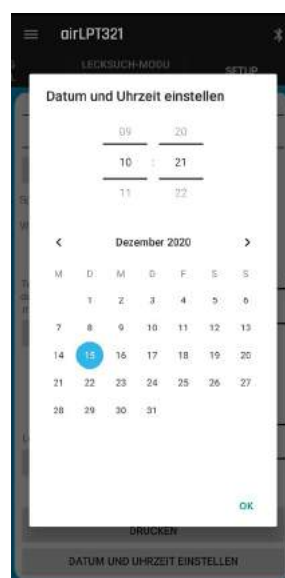 airLPT321
LECKSUCH-MODU
SETUP
Datum und Uhrzeit einstellen
09 20
10 : 21
11 22
< Dezember 2020 >
M D M D F S S
1 2 3 4 5 6
7 8 9 10 11 12 13
14 15 16 17 18 19 20
21 22 23 24 25 26 27
28 29 30 31
OK
DRUCKEN
DATUM UND UHRZEIT EINSTELLEN